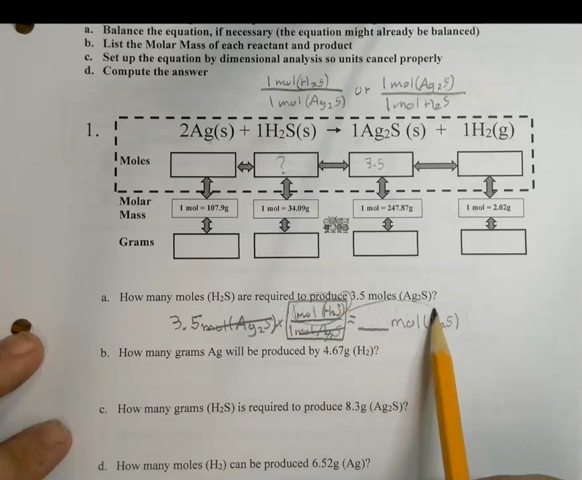 a. Balance the equation, if necessary (the equation might already be balanced)
b. List the Molar Mass of each reactant and product
c. Set up the equation by dimensional analysis so units cancel properly
d. Compute the answer
1 mol(H₂S) / 1 mol(Ag₂S) or 1 mol(Ag₂S) / 1 mol H₂S
1. 2Ag(s) + 1H₂S(s) → 1Ag₂S (s) + 1H₂(g)
Moles ? 3.5
Molar Mass 1 mol = 107.9g 1 mol = 34.09g 1 mol = 247.87g 1 mol = 2.02g
Grams
a. How many moles (H₂S) are required to produce 3.5 moles (Ag₂S)?
3.5 mol(Ag₂S) × 1 mol (H₂S) / 1 mol Ag₂S = ___ mol( S)
b. How many grams Ag will be produced by 4.67g (H₂)?
c. How many grams (H₂S) is required to produce 8.3g (Ag₂S)?
d. How many moles (H₂) can be produced 6.52g (Ag)?